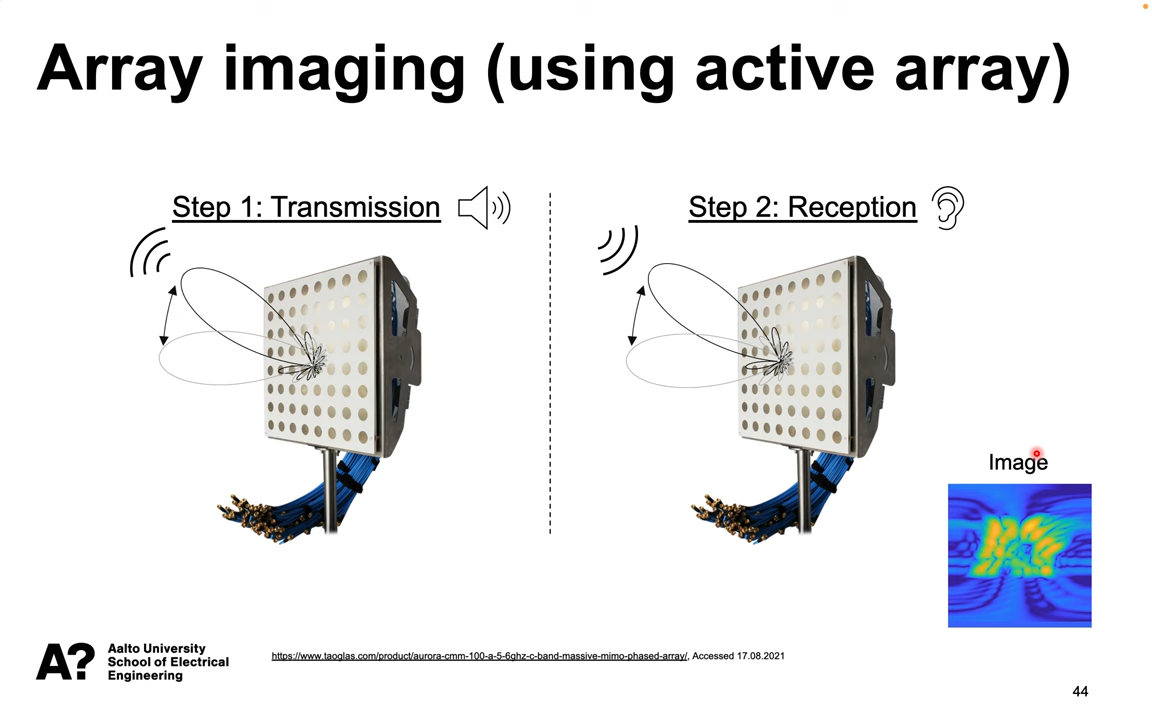 Array imaging (using active array)
Step 1: Transmission
Step 2: Reception
Image
A?
Aalto University
School of Electrical
Engineering
https://www.taoglas.com/product/aurora-cmm-100-a-5-6ghz-c-band-massive-mimo-phased-array/, Accessed 17.08.2021
44